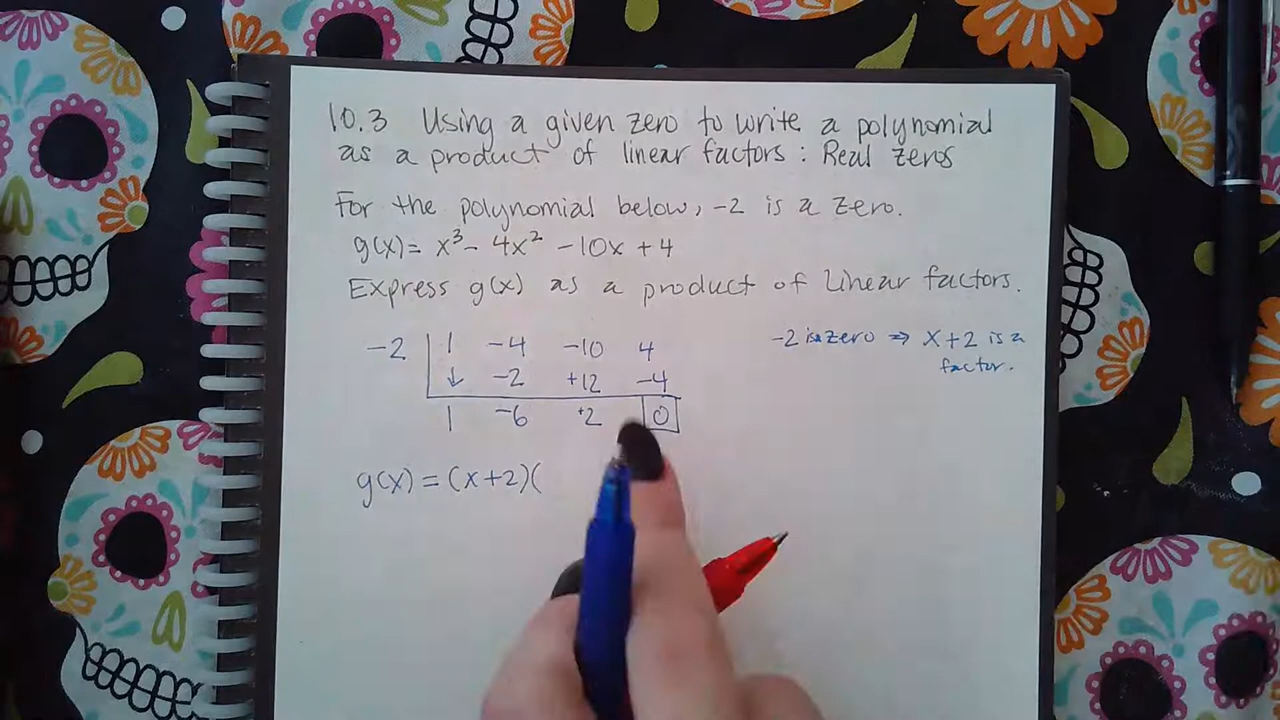 10.3 Using a given zero to write a polynomial
as a product of linear factors: Real zeros
For the polynomial below, -2 is a zero.
g(x) = x³ - 4x² - 10x + 4
Express g(x) as a product of linear factors.
-2 | 1 -4 -10 4
↓ -2 +12 -4
1 -6 +2 0
-2 is a zero ⇒ x+2 is a
factor.
g(x) = (x+2)(